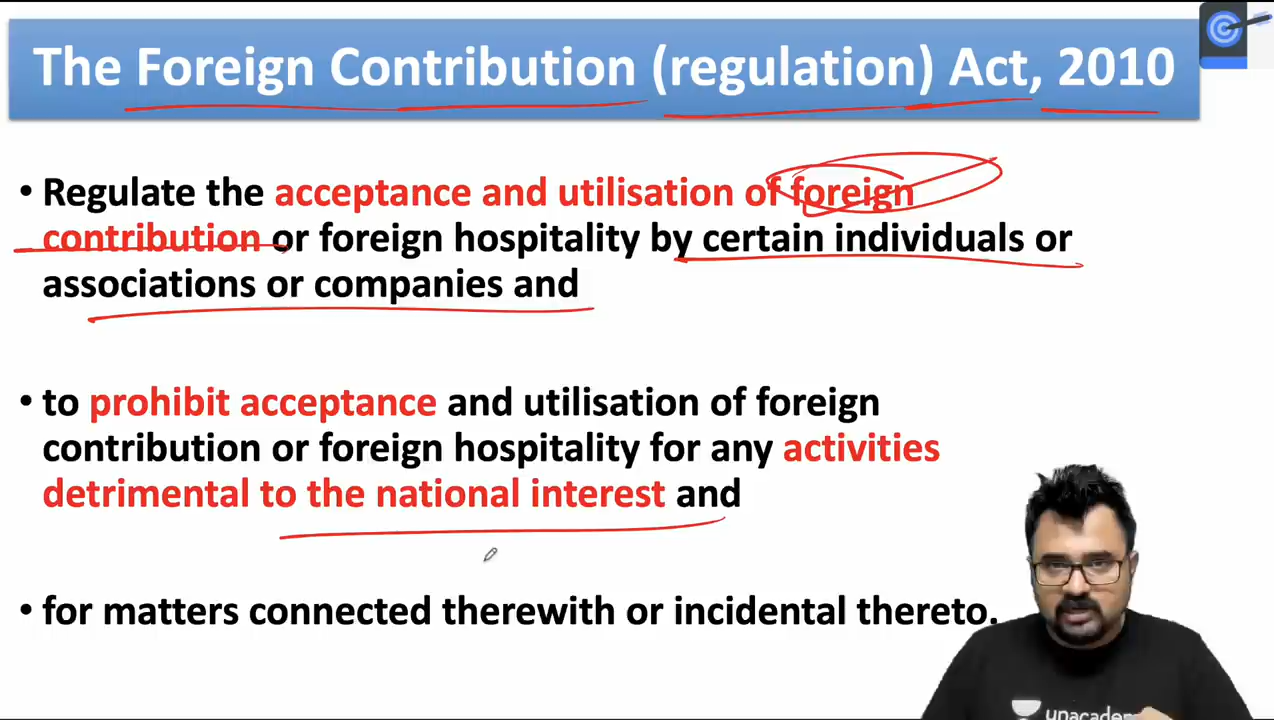 The Foreign Contribution (regulation) Act, 2010
• Regulate the acceptance and utilisation of foreign
contribution or foreign hospitality by certain individuals or
associations or companies and
• to prohibit acceptance and utilisation of foreign
contribution or foreign hospitality for any activities
detrimental to the national interest and
• for matters connected therewith or incidental thereto.
unacademy